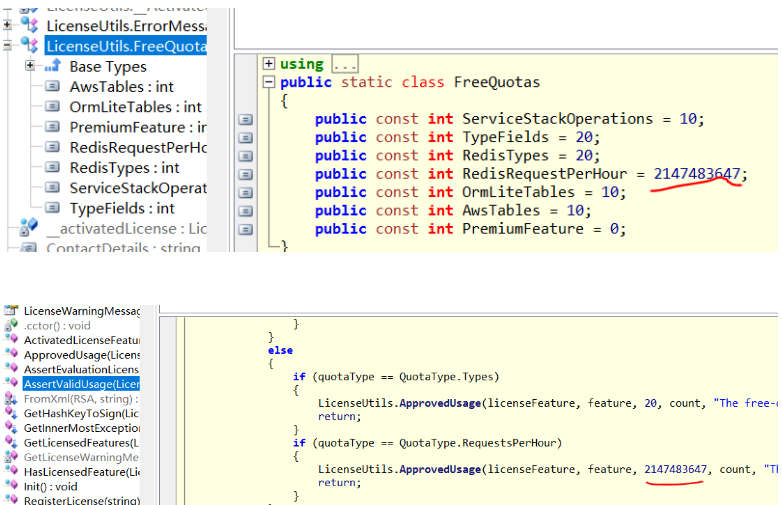 LicenseUtils.ErrorMessa
LicenseUtils.FreeQuota
Base Types
AwsTables : int
OrmLiteTables : int
PremiumFeature : ir
RedisRequestPerHo
RedisTypes : int
ServiceStackOperat
TypeFields : int
__activatedLicense : Lic
ContactDetails : string
using ...
public static class FreeQuotas
{
public const int ServiceStackOperations = 10;
public const int TypeFields = 20;
public const int RedisTypes = 20;
public const int RedisRequestPerHour = 2147483647;
public const int OrmLiteTables = 10;
public const int AwsTables = 10;
public const int PremiumFeature = 0;
}
LicenseWarningMessag
.cctor() : void
ActivatedLicenseFeatu
ApprovedUsage(Licens
AssertEvaluationLicens
AssertValidUsage(Licer
FromXml(RSA, string) :
GetHashKeyToSign(Lic
GetInnerMostExceptio
GetLicensedFeatures(L
GetLicenseWarningMe
HasLicensedFeature(Li
Init() : void
RegisterLicense(string)
}
}
else
{
if (quotaType == QuotaType.Types)
{
LicenseUtils.ApprovedUsage(licenseFeature, feature, 20, count, "The free-
return;
}
if (quotaType == QuotaType.RequestsPerHour)
{
LicenseUtils.ApprovedUsage(licenseFeature, feature, 2147483647, count, "Th
return;
}